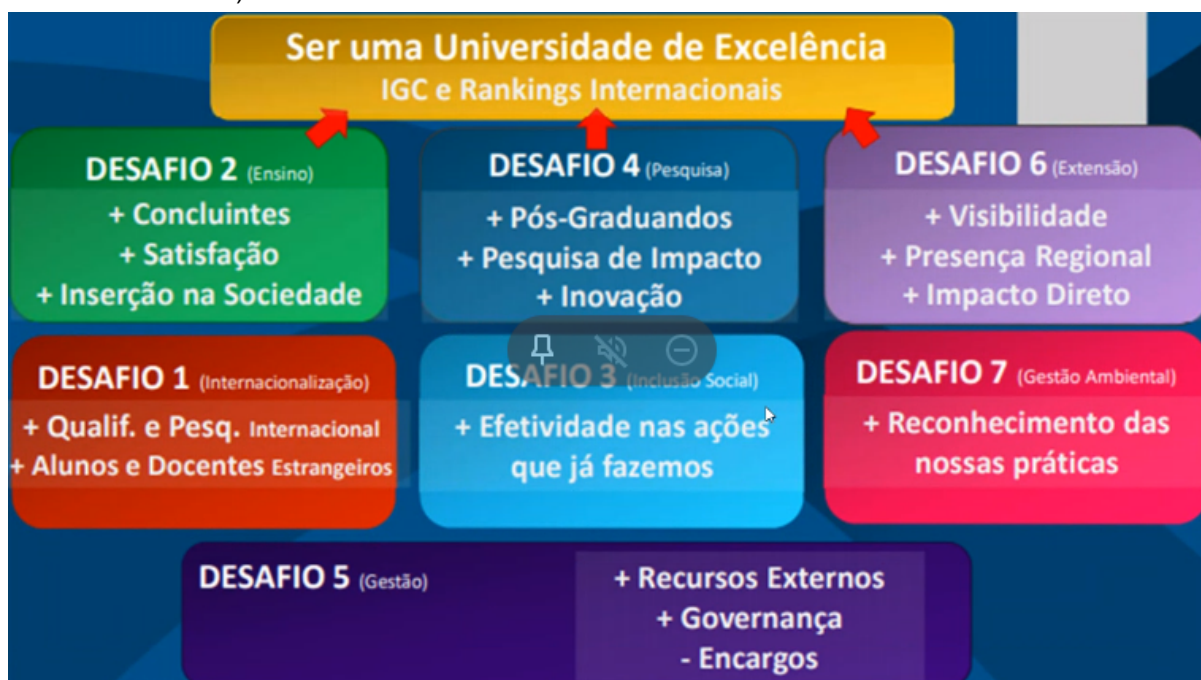 Ser uma Universidade de Excelência
IGC e Rankings Internacionais
DESAFIO 2 (Ensino)
+ Concluintes
+ Satisfação
+ Inserção na Sociedade
DESAFIO 4 (Pesquisa)
+ Pós-Graduandos
+ Pesquisa de Impacto
+ Inovação
DESAFIO 6 (Extensão)
+ Visibilidade
+ Presença Regional
+ Impacto Direto
DESAFIO 1 (Internacionalização)
+ Qualif. e Pesq. Internacional
+ Alunos e Docentes Estrangeiros
DESAFIO 3 (Inclusão Social)
+ Efetividade nas ações
que já fazemos
DESAFIO 7 (Gestão Ambiental)
+ Reconhecimento das
nossas práticas
DESAFIO 5 (Gestão)
+ Recursos Externos
+ Governança
- Encargos